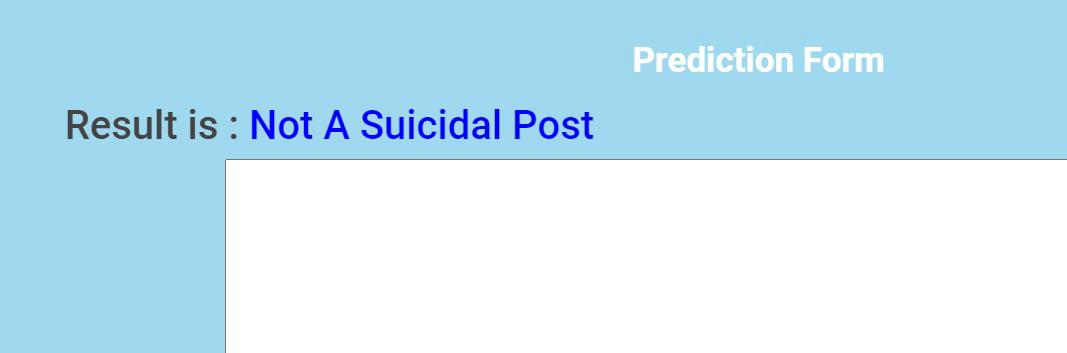 Prediction Form
Result is : Not A Suicidal Post